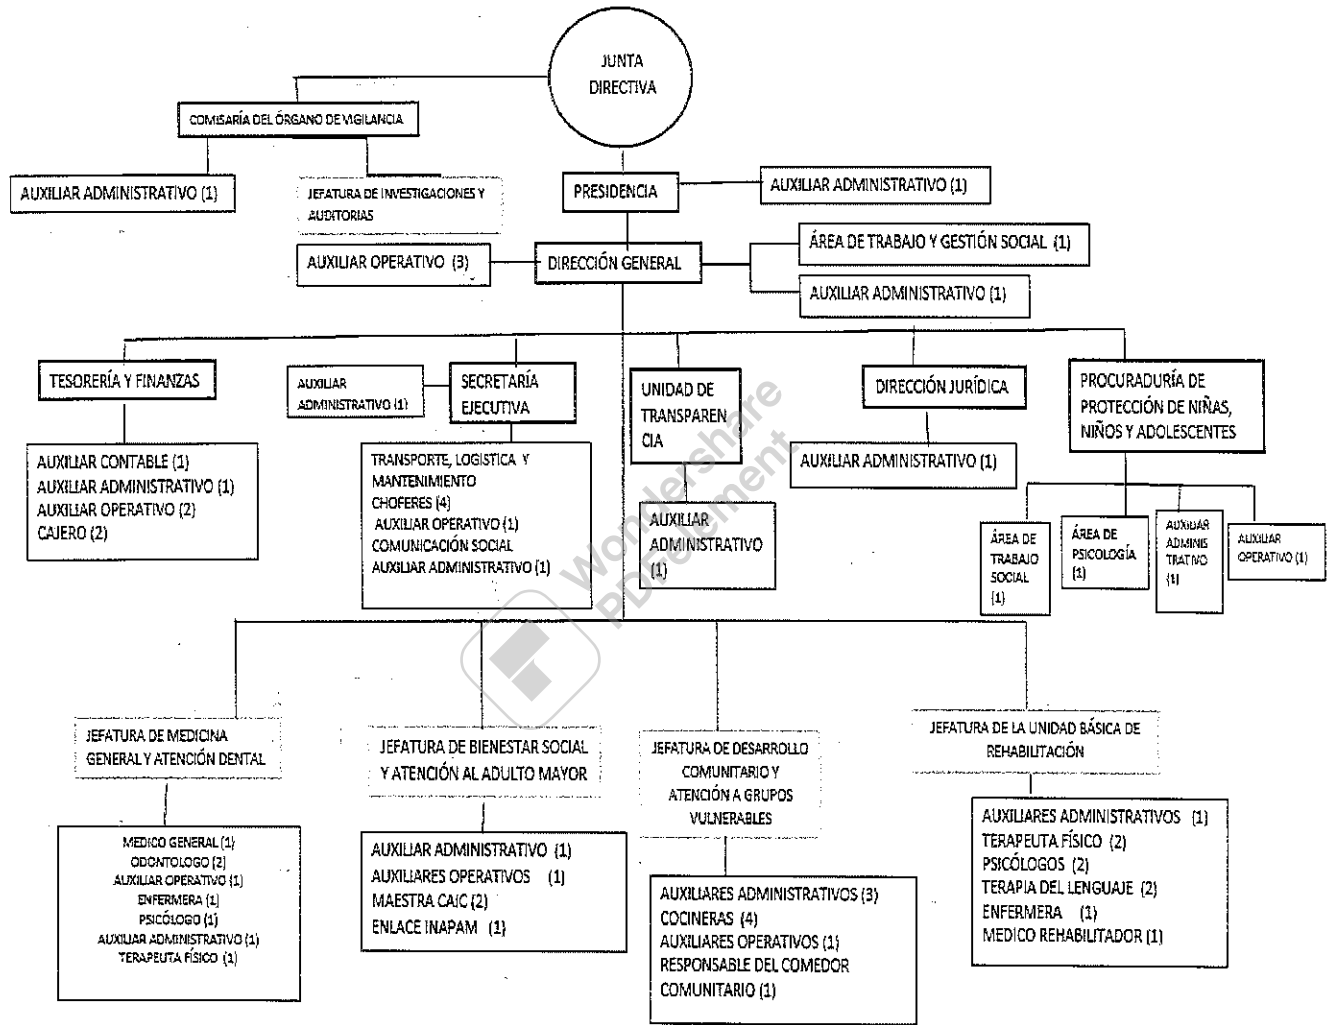 JUNTA
DIRECTIVA
COMISARÍA DEL ÓRGANO DE VIGILANCIA
AUXILIAR ADMINISTRATIVO (1)
JEFATURA DE INVESTIGACIONES Y
AUDITORIAS
PRESIDENCIA
AUXILIAR ADMINISTRATIVO (1)
AUXILIAR OPERATIVO (3)
DIRECCIÓN GENERAL
ÁREA DE TRABAJO Y GESTIÓN SOCIAL (1)
AUXILIAR ADMINISTRATIVO (1)
TESORERÍA Y FINANZAS
AUXILIAR CONTABLE (1)
AUXILIAR ADMINISTRATIVO (1)
AUXILIAR OPERATIVO (2)
CAJERO (2)
AUXILIAR
ADMINISTRATIVO (1)
SECRETARÍA
EJECUTIVA
TRANSPORTE, LOGISTICA Y
MANTENIMIENTO
CHOFERES (4)
AUXILIAR OPERATIVO (1)
COMUNICACIÓN SOCIAL
AUXILIAR ADMINISTRATIVO (1)
UNIDAD DE
TRANSPAREN
CIA
AUXILIAR
ADMINISTRATIVO
(1)
DIRECCIÓN JURÍDICA
AUXILIAR ADMINISTRATIVO (1)
PROCURADURÍA DE
PROTECCIÓN DE NIÑAS,
NIÑOS Y ADOLESCENTES
ÁREA DE
TRABAJO
SOCIAL
(1)
ÁREA DE
PSICOLOGÍA
(1)
AUXILIAR
ADMINIS
TRATIVO
(1)
AUXILIAR
OPERATIVO (1)
Wondershare
PDFelement
JEFATURA DE MEDICINA
GENERAL Y ATENCIÓN DENTAL
MEDICO GENERAL (1)
ODONTOLOGO (2)
AUXILIAR OPERATIVO (1)
ENFERMERA (1)
PSICÓLOGO (1)
AUXILIAR ADMINISTRATIVO (1)
TERAPEUTA FÍSICO (1)
JEFATURA DE BIENESTAR SOCIAL
Y ATENCIÓN AL ADULTO MAYOR
AUXILIAR ADMINISTRATIVO (1)
AUXILIARES OPERATIVOS (1)
MAESTRA CAIC (2)
ENLACE INAPAM (1)
JEFATURA DE DESARROLLO
COMUNITARIO Y
ATENCIÓN A GRUPOS
VULNERABLES
AUXILIARES ADMINISTRATIVOS (3)
COCINERAS (4)
AUXILIARES OPERATIVOS (1)
RESPONSABLE DEL COMEDOR
COMUNITARIO (1)
JEFATURA DE LA UNIDAD BÁSICA DE
REHABILITACIÓN
AUXILIARES ADMINISTRATIVOS (1)
TERAPEUTA FÍSICO (2)
PSICÓLOGOS (2)
TERAPIA DEL LENGUAJE (2)
ENFERMERA (1)
MEDICO REHABILITADOR (1)